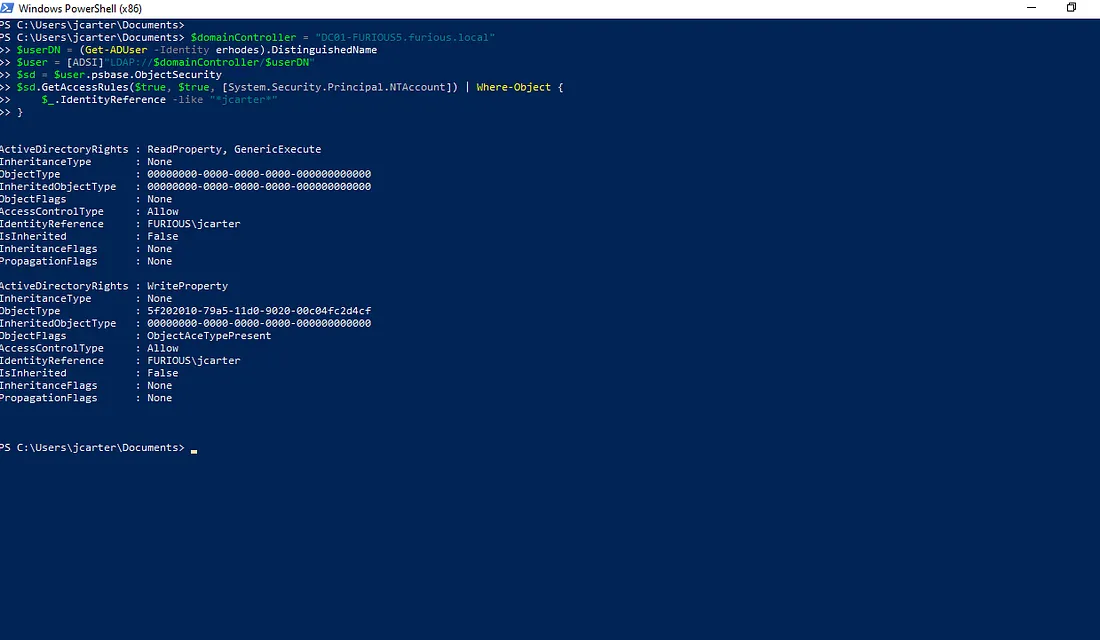 Windows PowerShell (x86)
PS C:\Users\jcarter\Documents>
PS C:\Users\jcarter\Documents> $domainController = "DC01-FURIOUS5.furious.local"
>> $userDN = (Get-ADUser -Identity erhodes).DistinguishedName
>> $user = [ADSI]"LDAP://$domainController/$userDN"
>> $sd = $user.psbase.ObjectSecurity
>> $sd.GetAccessRules($true, $true, [System.Security.Principal.NTAccount]) | Where-Object {
>>     $_.IdentityReference -like "*jcarter*"
>> }
ActiveDirectoryRights : ReadProperty, GenericExecute
InheritanceType       : None
ObjectType            : 00000000-0000-0000-0000-000000000000
InheritedObjectType   : 00000000-0000-0000-0000-000000000000
ObjectFlags           : None
AccessControlType     : Allow
IdentityReference     : FURIOUS\jcarter
IsInherited           : False
InheritanceFlags      : None
PropagationFlags      : None
ActiveDirectoryRights : WriteProperty
InheritanceType       : None
ObjectType            : 5f202010-79a5-11d0-9020-00c04fc2d4cf
InheritedObjectType   : 00000000-0000-0000-0000-000000000000
ObjectFlags           : ObjectAceTypePresent
AccessControlType     : Allow
IdentityReference     : FURIOUS\jcarter
IsInherited           : False
InheritanceFlags      : None
PropagationFlags      : None
PS C:\Users\jcarter\Documents>